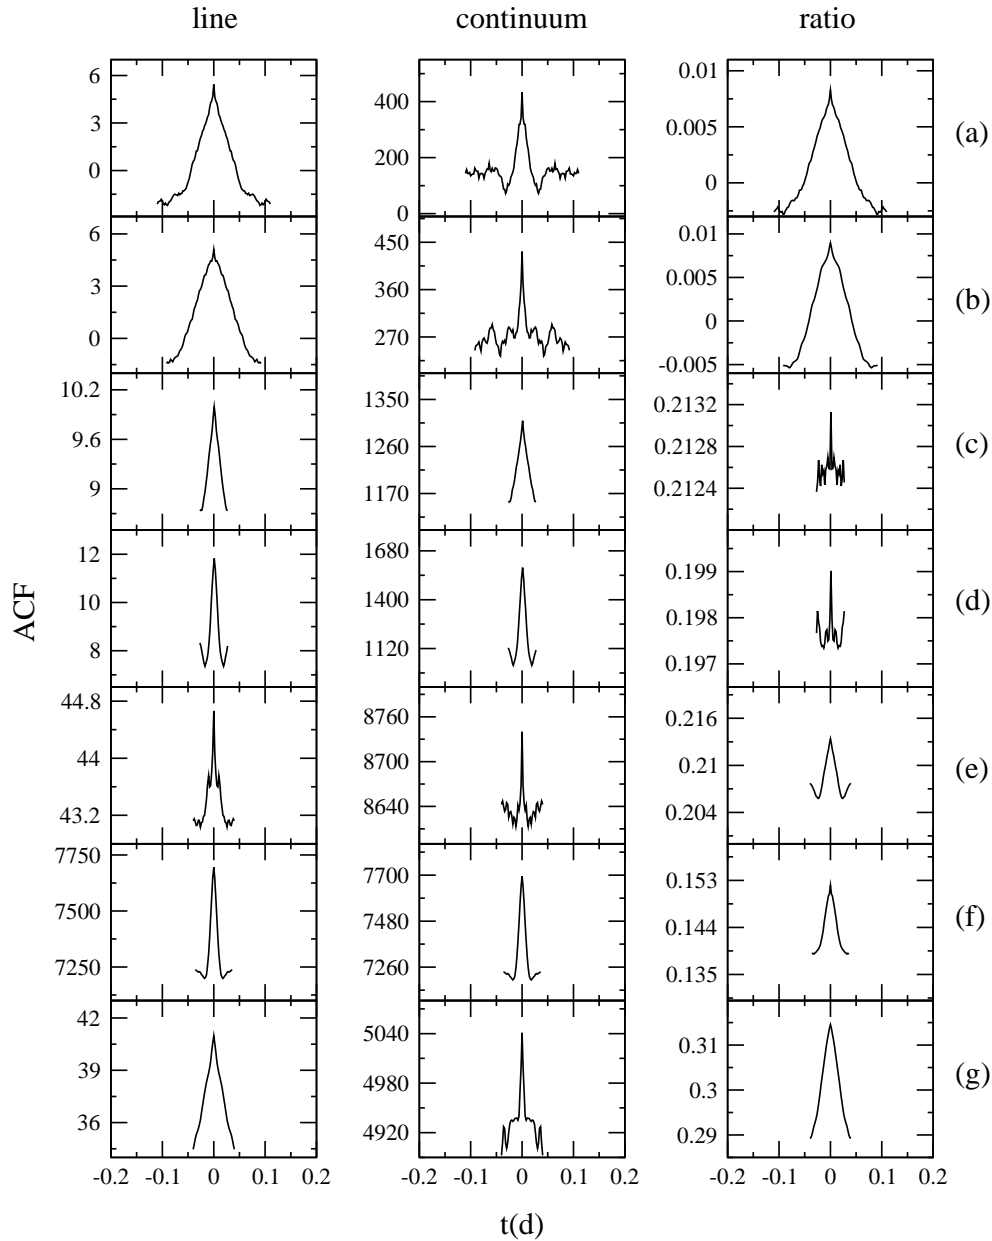 line continuum ratio
6 400 0.01
3 200 0.005
0 0 0
(a)
6 450 0.01
3 360 0.005
0 270 0
-0.005
(b)
10.2 1350 0.2132
9.6 1260 0.2128
9 1170 0.2124
(c)
12 1680 0.199
10 1400 0.198
8 1120 0.197
(d)
ACF
44.8 8760 0.216
44 8700 0.21
43.2 8640 0.204
(e)
7750 7700 0.153
7500 7480 0.144
7250 7260 0.135
(f)
42 5040 0.31
39 4980 0.3
36 4920 0.29
(g)
-0.2 -0.1 0 0.1 0.2 -0.2 -0.1 0 0.1 0.2 -0.2 -0.1 0 0.1 0.2
t(d)